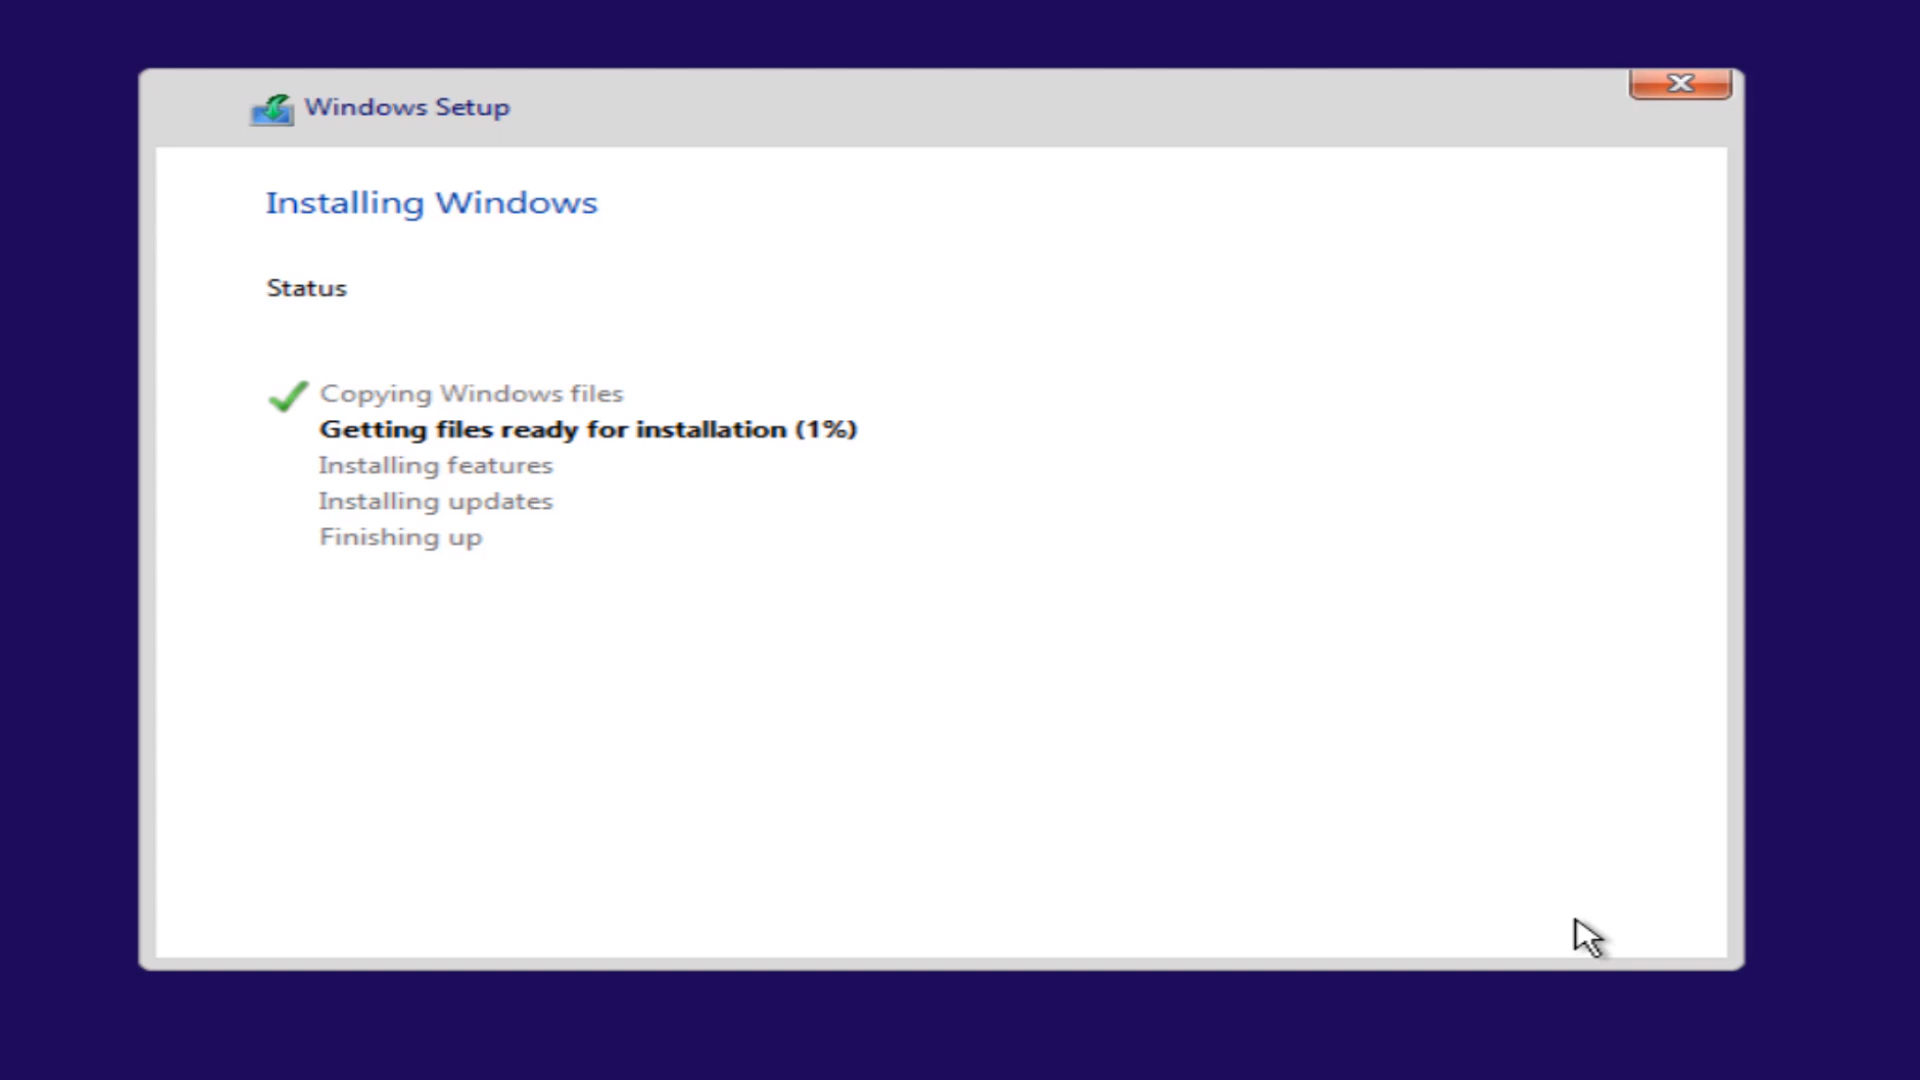 Windows Setup
Installing Windows
Status
Copying Windows files
Getting files ready for installation (1%)
Installing features
Installing updates
Finishing up